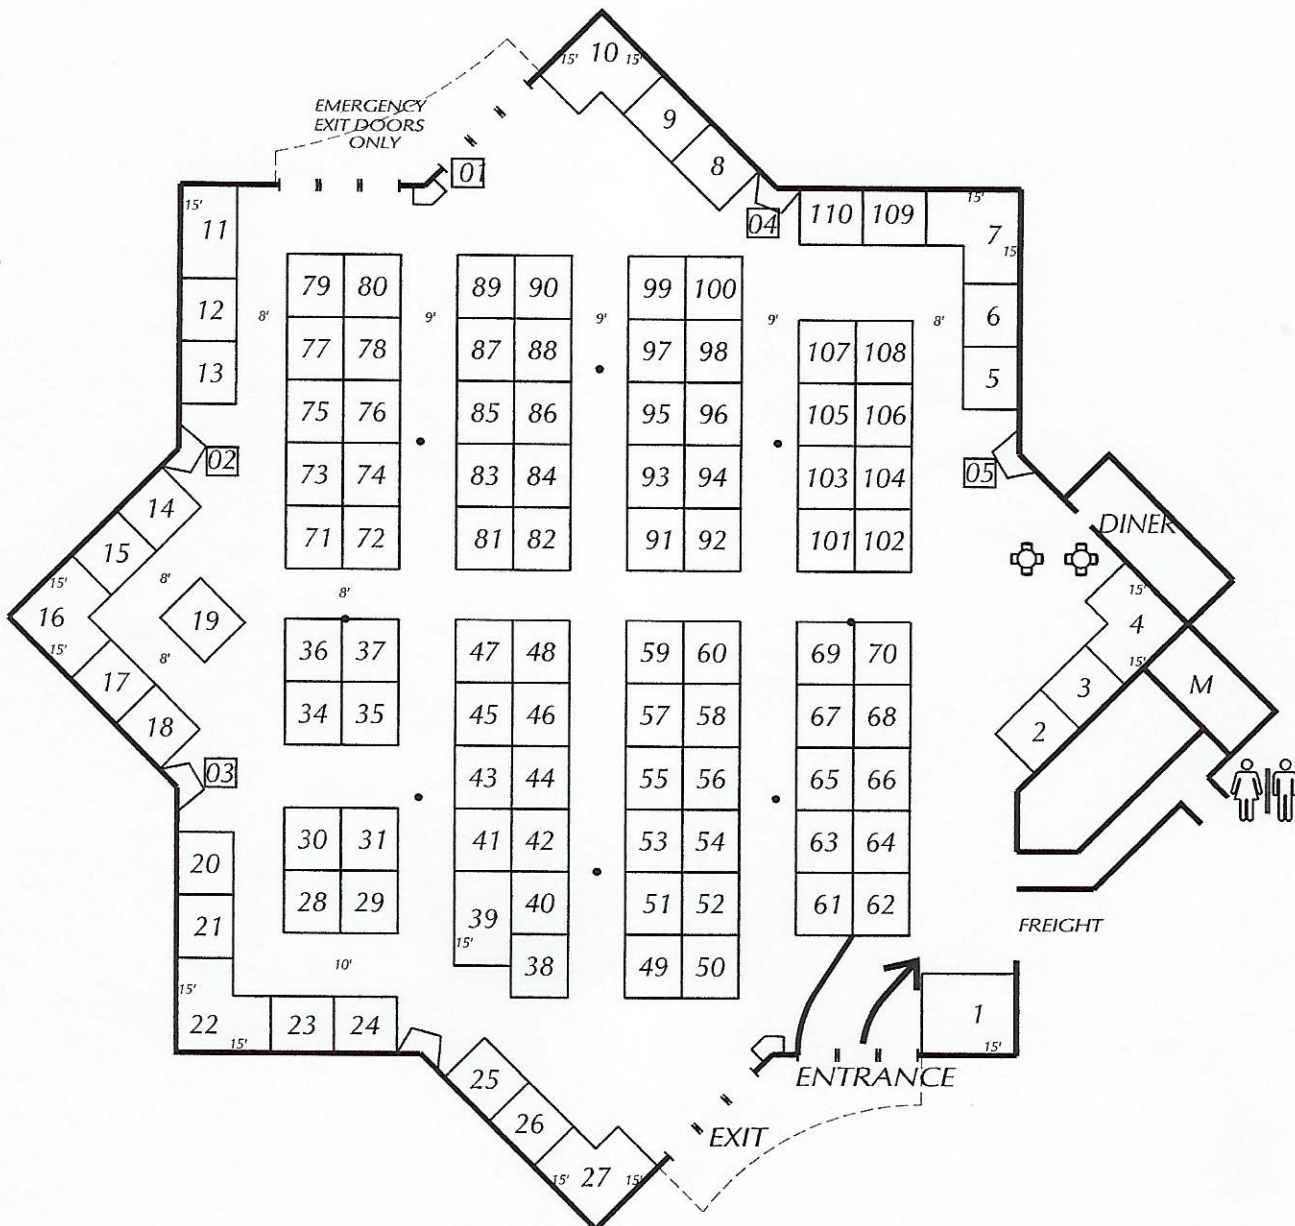 10
15' 15'
EMERGENCY
EXIT DOORS
ONLY
9
8
01
04
15'
11
110 109
15'
7
15'
79 80 89 90 99 100
12
8' 9' 9' 9' 8'
6
77 78 87 88 97 98 107 108
13
5
75 76 85 86 95 96 105 106
02
05
73 74 83 84 93 94 103 104
14
DINER
71 72 81 82 91 92 101 102
15
15' 8' 8' 15'
16 19 4
15' 8' 15'
36 37 47 48 59 60 69 70
17 3 M
34 35 45 46 57 58 67 68
18 2
03
43 44 55 56 65 66
30 31 41 42 53 54 63 64
20
28 29 39 40 51 52 61 62
21
15'
FREIGHT
10'
38 49 50
15'
22 23 24
15'
1
15'
25
ENTRANCE
26
EXIT
27
15' 15'